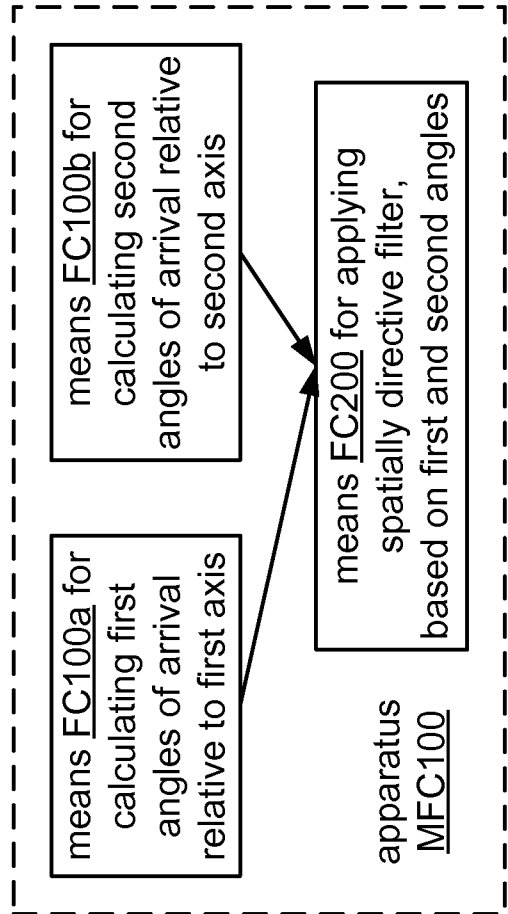 means FC100a for
calculating first
angles of arrival
relative to first axis
means FC100b for
calculating second
angles of arrival relative
to second axis
means FC200 for applying
spatially directive filter,
based on first and second angles
apparatus
MFC100